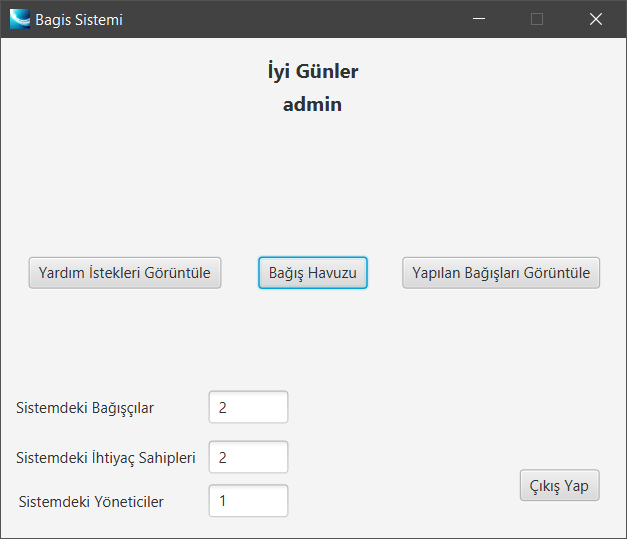 Bagis Sistemi
İyi Günler
admin
Yardım İstekleri Görüntüle
Bağış Havuzu
Yapılan Bağışları Görüntüle
Sistemdeki Bağışçılar 2
Sistemdeki İhtiyaç Sahipleri 2
Sistemdeki Yöneticiler 1
Çıkış Yap